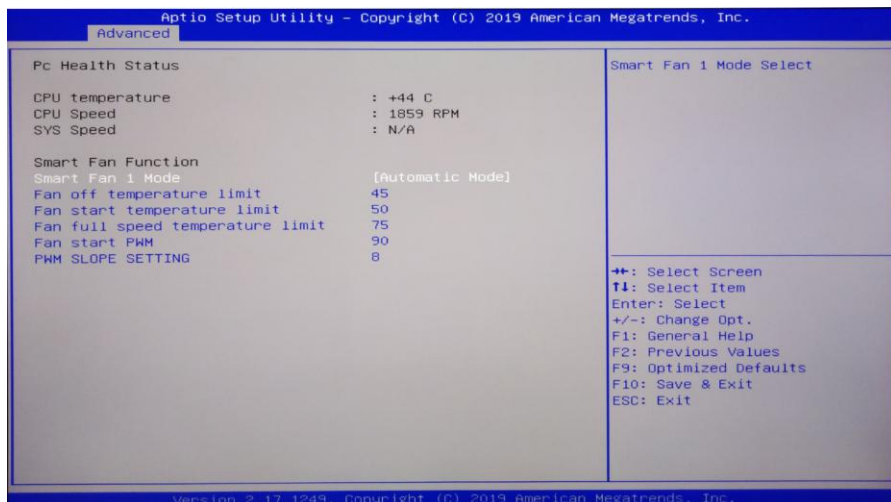 Aptio Setup Utility – Copyright (C) 2019 American Megatrends, Inc.
Advanced
Pc Health Status
CPU temperature : +44 C
CPU Speed : 1859 RPM
SYS Speed : N/A
Smart Fan Function
Smart Fan 1 Mode [Automatic Mode]
Fan off temperature limit 45
Fan start temperature limit 50
Fan full speed temperature limit 75
Fan start PWM 90
PWM SLOPE SETTING 8
Smart Fan 1 Mode Select
→←: Select Screen
↑↓: Select Item
Enter: Select
+/-: Change Opt.
F1: General Help
F2: Previous Values
F9: Optimized Defaults
F10: Save & Exit
ESC: Exit
Version 2.17.1249. Copyright (C) 2019 American Megatrends, Inc.